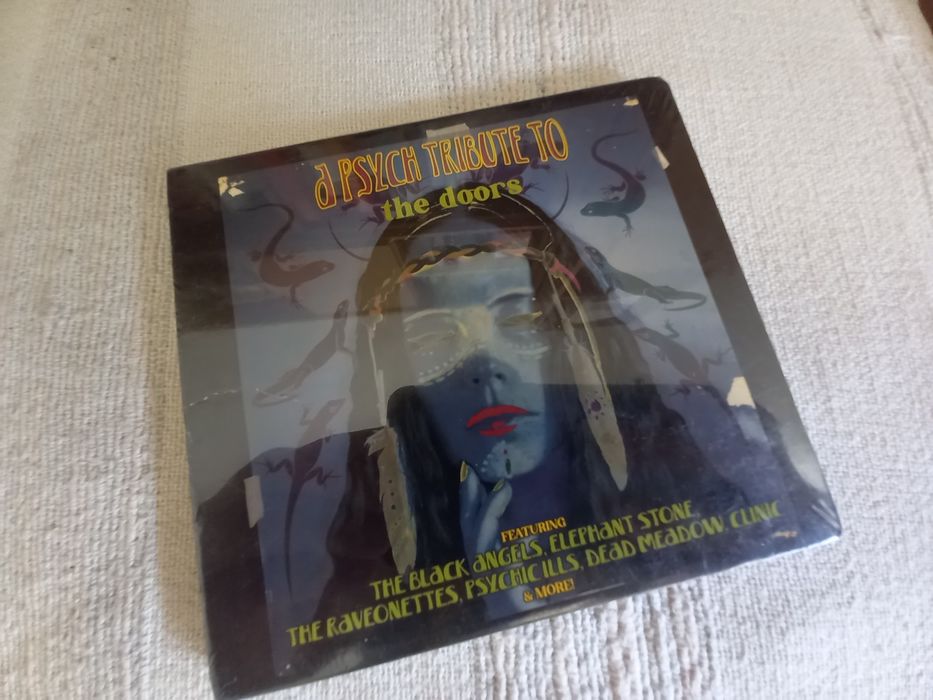 a PSYCH TRIBUTE TO
the doors
FEATURING
THE BLACK ANGELS, ELEPHANT STONE,
THE RAVEONETTES, PSYCHIC ILLS, DEAD MEADOW, CLINIC
& MORE!